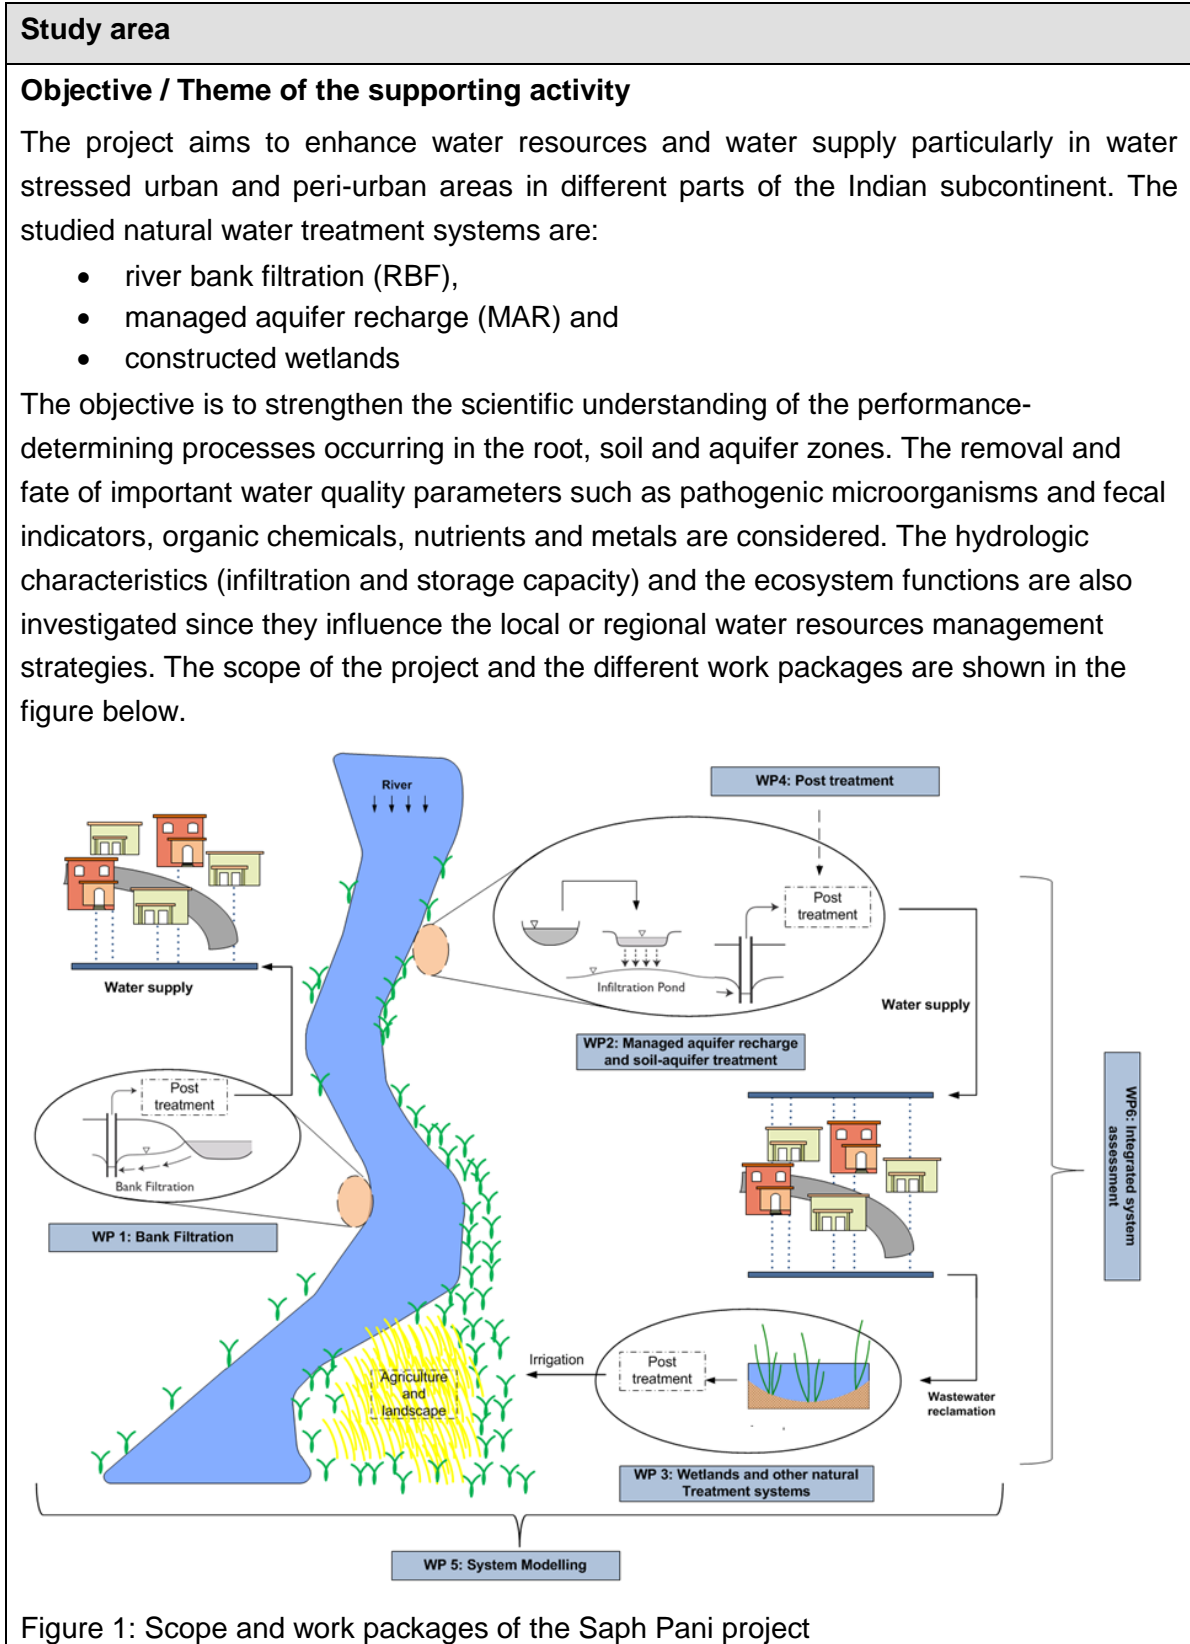 Study area
Objective / Theme of the supporting activity
The project aims to enhance water resources and water supply particularly in water
stressed urban and peri-urban areas in different parts of the Indian subcontinent. The
studied natural water treatment systems are:
• river bank filtration (RBF),
• managed aquifer recharge (MAR) and
• constructed wetlands
The objective is to strengthen the scientific understanding of the performance-
determining processes occurring in the root, soil and aquifer zones. The removal and
fate of important water quality parameters such as pathogenic microorganisms and fecal
indicators, organic chemicals, nutrients and metals are considered. The hydrologic
characteristics (infiltration and storage capacity) and the ecosystem functions are also
investigated since they influence the local or regional water resources management
strategies. The scope of the project and the different work packages are shown in the
figure below.
River
WP4: Post treatment
Post
treatment
Infiltration Pond
Water supply
Water supply
WP2: Managed aquifer recharge
and soil-aquifer treatment
Post
treatment
Bank Filtration
WP 1: Bank Filtration
WP6: Integrated system
assessment
Irrigation
Post
treatment
Agriculture
and
landscape
Wastewater
reclamation
WP 3: Wetlands and other natural
Treatment systems
WP 5: System Modelling
Figure 1: Scope and work packages of the Saph Pani project